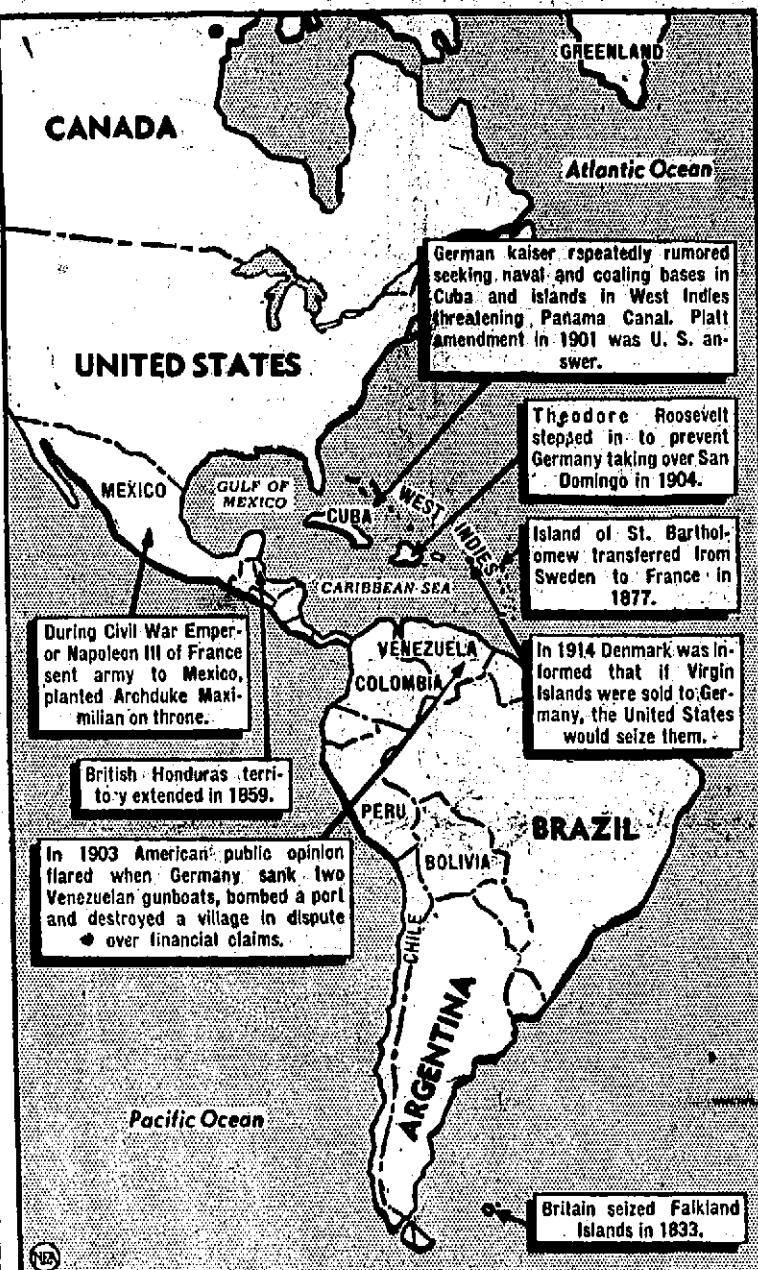 GREENLAND
CANADA
Atlantic Ocean
German kaiser repeatedly rumored
seeking naval and coaling bases in
Cuba and islands in West Indies
threatening Panama Canal. Platt
amendment in 1901 was U. S. an-
swer.
UNITED STATES
Theodore Roosevelt
stepped in to prevent
Germany taking over San
Domingo in 1904.
MEXICO
GULF OF
MEXICO
CUBA
WEST INDIES
Island of St. Barthol-
omew transferred from
Sweden to France in
1877.
CARIBBEAN SEA
During Civil War Emper-
or Napoleon III of France
sent army to Mexico,
planted Archduke Maxi-
milian on throne.
VENEZUELA
COLOMBIA
In 1914 Denmark was in-
formed that if Virgin
Islands were sold to Ger-
many, the United States
would seize them.
British Honduras terri-
tory extended in 1859.
PERU
BRAZIL
BOLIVIA
In 1903 American public opinion
flared when Germany sank two
Venezuelan gunboats, bombed a port
and destroyed a village in dispute
over financial claims.
CHILE
ARGENTINA
Pacific Ocean
Britain seized Falkland
Islands in 1833.
NEA